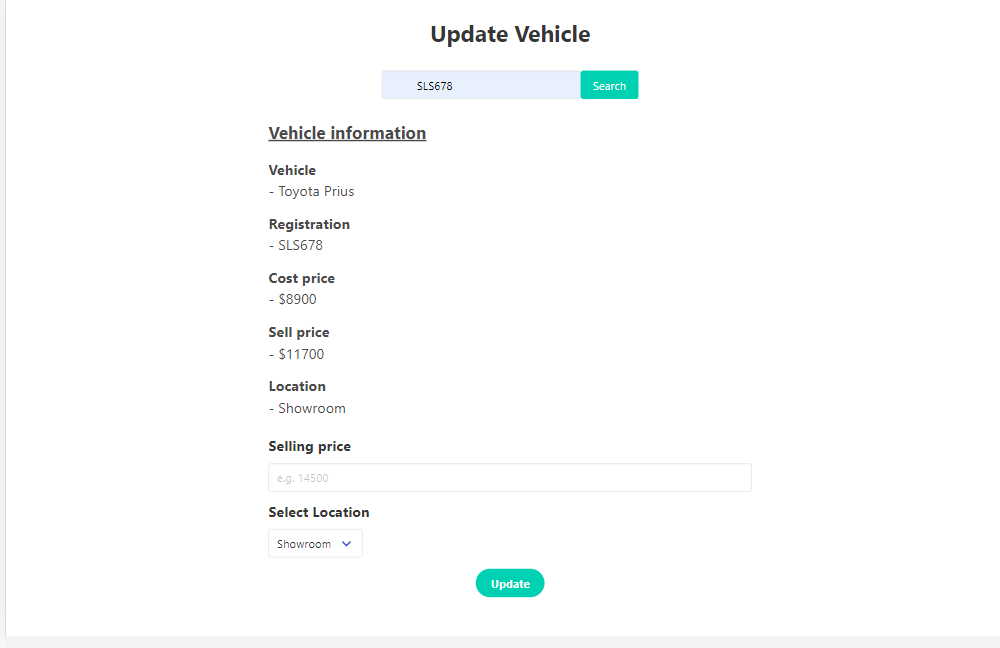 Update Vehicle
SLS678
Search
Vehicle information
Vehicle
- Toyota Prius
Registration
- SLS678
Cost price
- $8900
Sell price
- $11700
Location
- Showroom
Selling price
e.g. 14500
Select Location
Showroom
Update